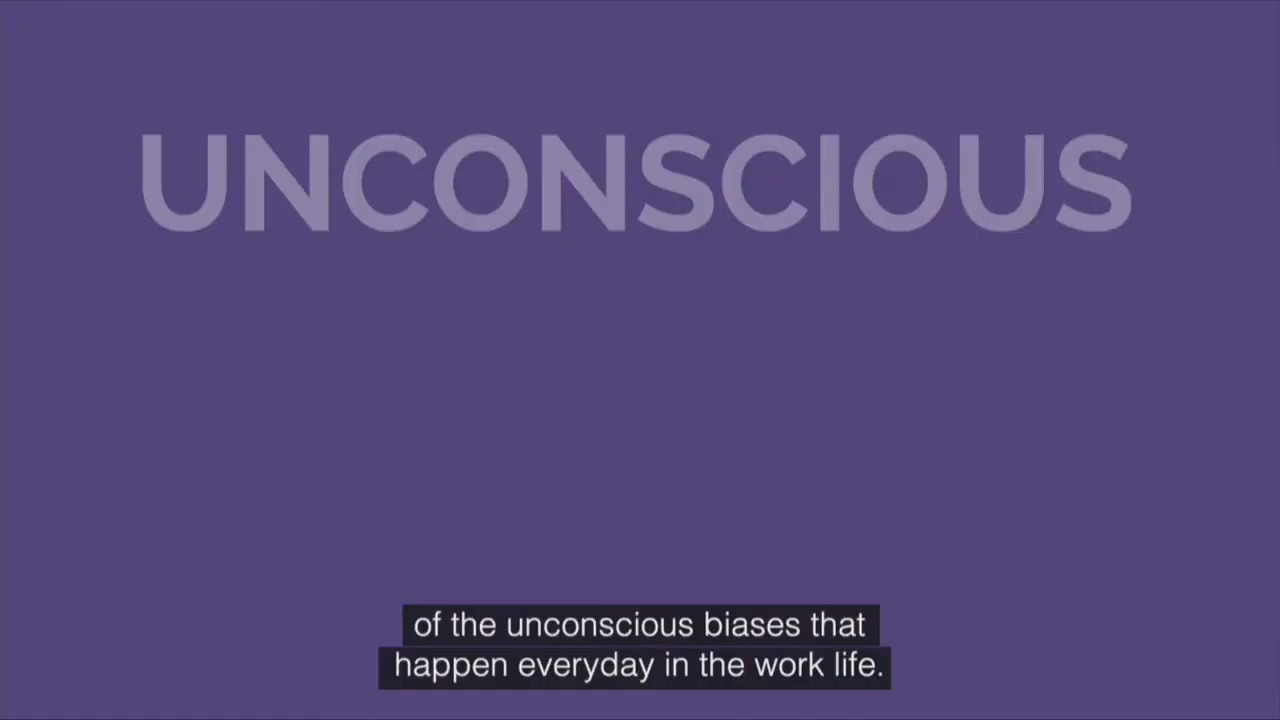 UNCONSCIOUS
of the unconscious biases that
happen everyday in the work life.